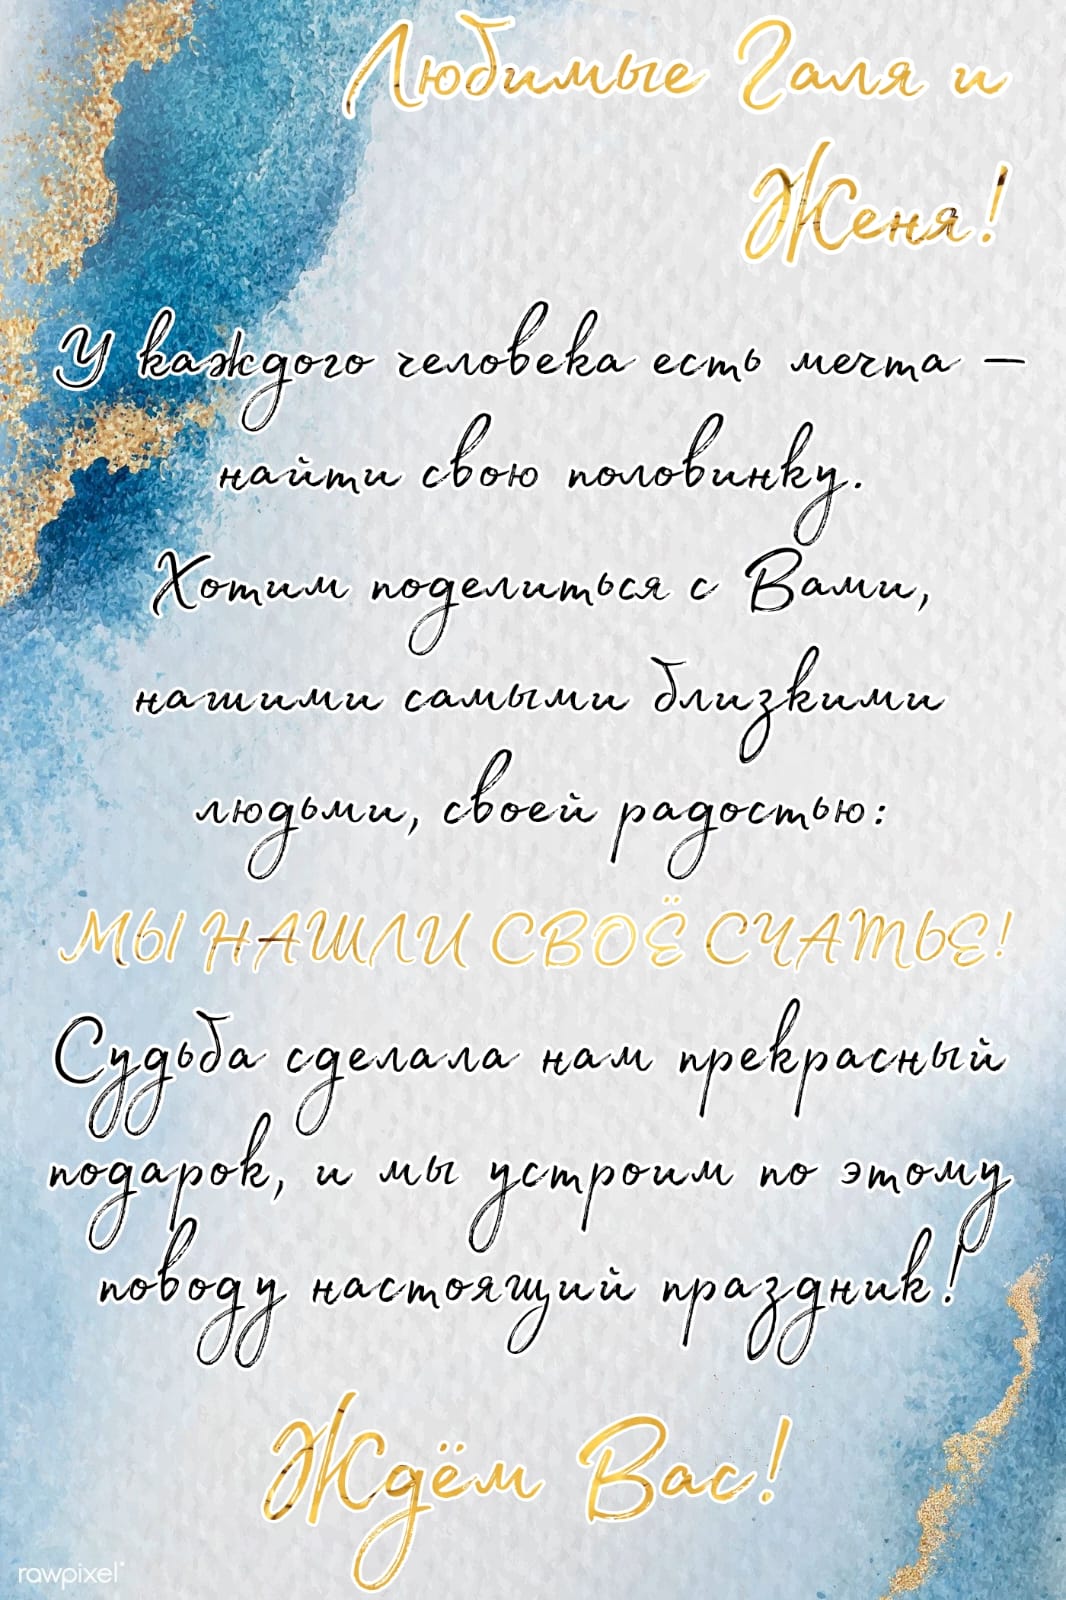 Любимые Галя и
Женя!
У каждого человека есть мечта –
найти свою половинку.
Хотим поделиться с Вами,
нашими самыми близкими
людьми, своей радостью:
МЫ НАШЛИ СВОЁ СЧАТЬЕ!
Судьба сделала нам прекрасный
подарок, и мы устроим по этому
поводу настоящий праздник!
Ждём Вас!
rawpixel